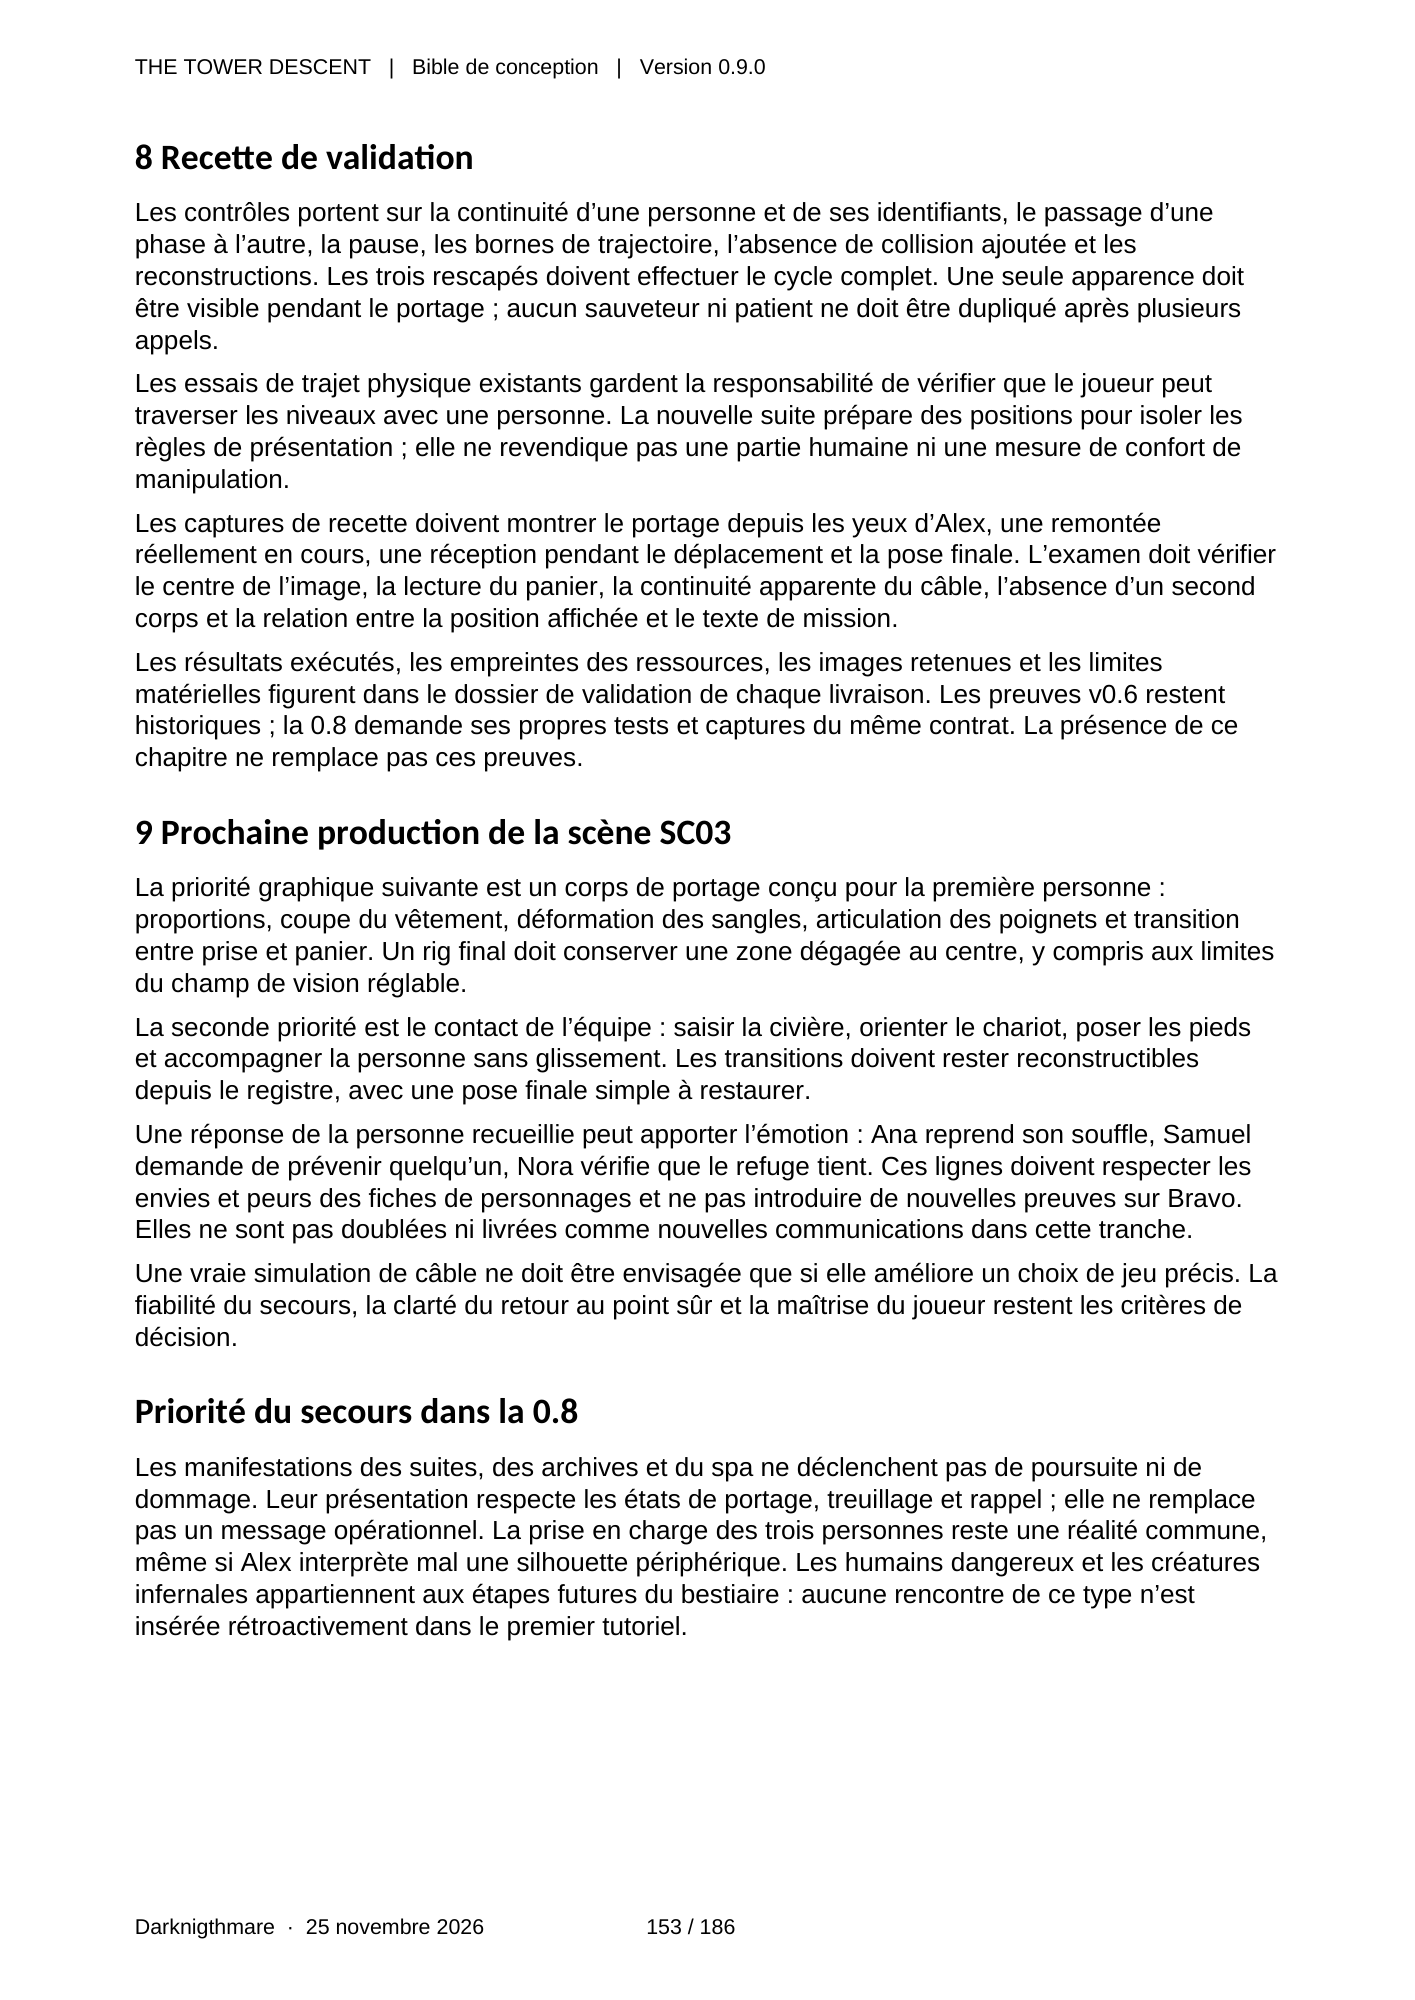 THE TOWER DESCENT | Bible de conception | Version 0.9.0
8 Recette de validation
Les contrôles portent sur la continuité d’une personne et de ses identifiants, le passage d’une
phase à l’autre, la pause, les bornes de trajectoire, l’absence de collision ajoutée et les
reconstructions. Les trois rescapés doivent effectuer le cycle complet. Une seule apparence doit
être visible pendant le portage ; aucun sauveteur ni patient ne doit être dupliqué après plusieurs
appels.
Les essais de trajet physique existants gardent la responsabilité de vérifier que le joueur peut
traverser les niveaux avec une personne. La nouvelle suite prépare des positions pour isoler les
règles de présentation ; elle ne revendique pas une partie humaine ni une mesure de confort de
manipulation.
Les captures de recette doivent montrer le portage depuis les yeux d’Alex, une remontée
réellement en cours, une réception pendant le déplacement et la pose finale. L’examen doit vérifier
le centre de l’image, la lecture du panier, la continuité apparente du câble, l’absence d’un second
corps et la relation entre la position affichée et le texte de mission.
Les résultats exécutés, les empreintes des ressources, les images retenues et les limites
matérielles figurent dans le dossier de validation de chaque livraison. Les preuves v0.6 restent
historiques ; la 0.8 demande ses propres tests et captures du même contrat. La présence de ce
chapitre ne remplace pas ces preuves.
9 Prochaine production de la scène SC03
La priorité graphique suivante est un corps de portage conçu pour la première personne :
proportions, coupe du vêtement, déformation des sangles, articulation des poignets et transition
entre prise et panier. Un rig final doit conserver une zone dégagée au centre, y compris aux limites
du champ de vision réglable.
La seconde priorité est le contact de l’équipe : saisir la civière, orienter le chariot, poser les pieds
et accompagner la personne sans glissement. Les transitions doivent rester reconstructibles
depuis le registre, avec une pose finale simple à restaurer.
Une réponse de la personne recueillie peut apporter l’émotion : Ana reprend son souffle, Samuel
demande de prévenir quelqu’un, Nora vérifie que le refuge tient. Ces lignes doivent respecter les
envies et peurs des fiches de personnages et ne pas introduire de nouvelles preuves sur Bravo.
Elles ne sont pas doublées ni livrées comme nouvelles communications dans cette tranche.
Une vraie simulation de câble ne doit être envisagée que si elle améliore un choix de jeu précis. La
fiabilité du secours, la clarté du retour au point sûr et la maîtrise du joueur restent les critères de
décision.
Priorité du secours dans la 0.8
Les manifestations des suites, des archives et du spa ne déclenchent pas de poursuite ni de
dommage. Leur présentation respecte les états de portage, treuillage et rappel ; elle ne remplace
pas un message opérationnel. La prise en charge des trois personnes reste une réalité commune,
même si Alex interprète mal une silhouette périphérique. Les humains dangereux et les créatures
infernales appartiennent aux étapes futures du bestiaire : aucune rencontre de ce type n’est
insérée rétroactivement dans le premier tutoriel.
Darknigthmare · 25 novembre 2026 153 / 186